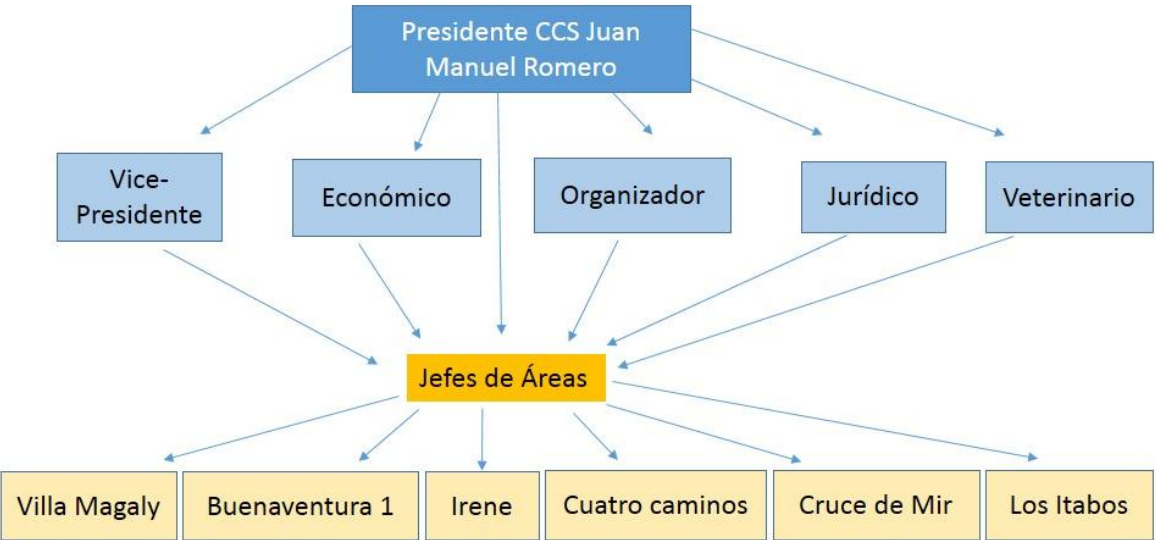 Presidente CCS Juan
Manuel Romero
Vice-
Presidente
Económico
Organizador
Jurídico
Veterinario
Jefes de Áreas
Villa Magaly
Buenaventura 1
Irene
Cuatro caminos
Cruce de Mir
Los Itabos